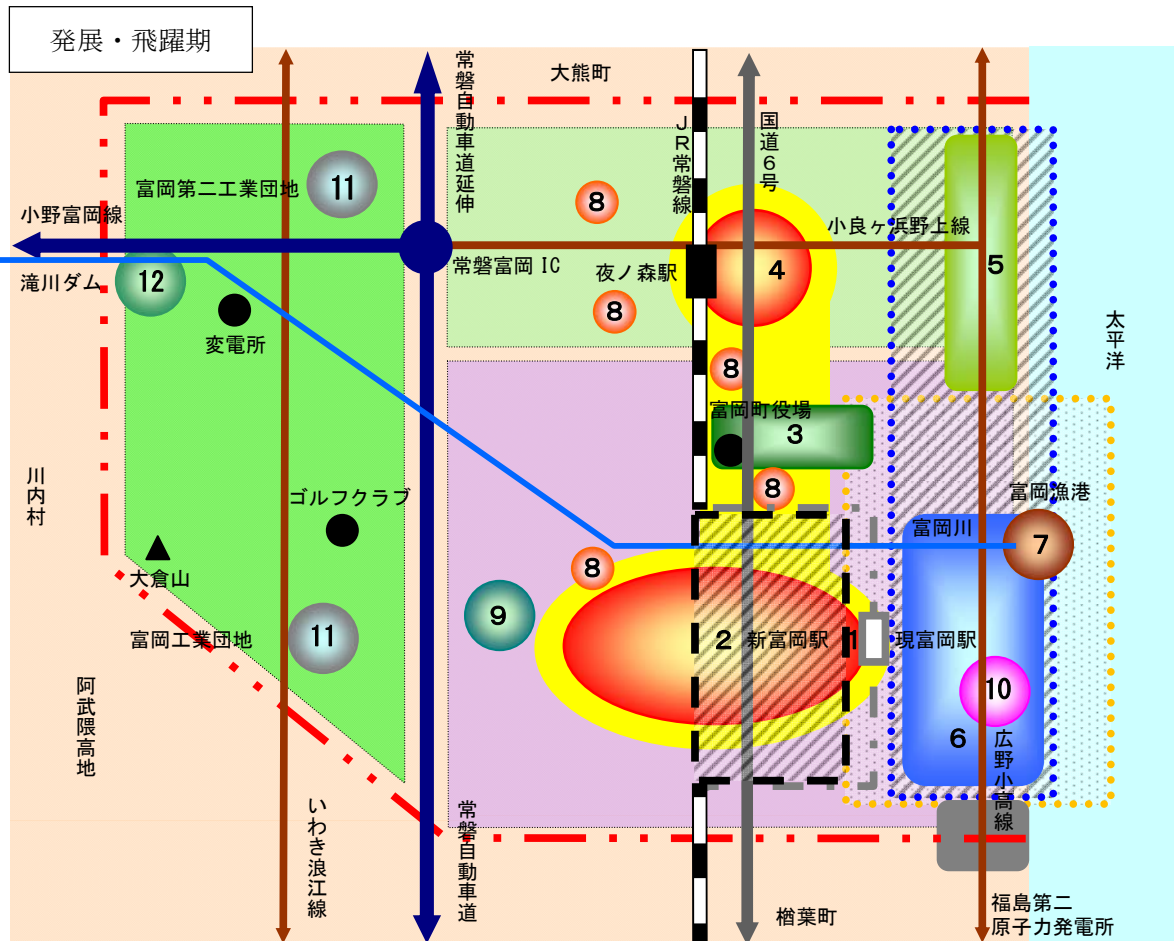 発展・飛躍期
大熊町
常磐自動車道延伸
JR常磐線
国道6号
富岡第二工業団地
11
8
小野富岡線
小良ヶ浜野上線
常磐富岡 IC
夜ノ森駅
4
5
滝川ダム
12
変電所
8
太平洋
8
富岡町役場
3
川内村
ゴルフクラブ
8
富岡漁港
富岡川
7
大倉山
8
9
富岡工業団地
11
2
新富岡駅
1
現富岡駅
阿武隈高地
10
6
広野小高線
いわき浪江線
常磐自動車道
楢葉町
福島第二
原子力発電所